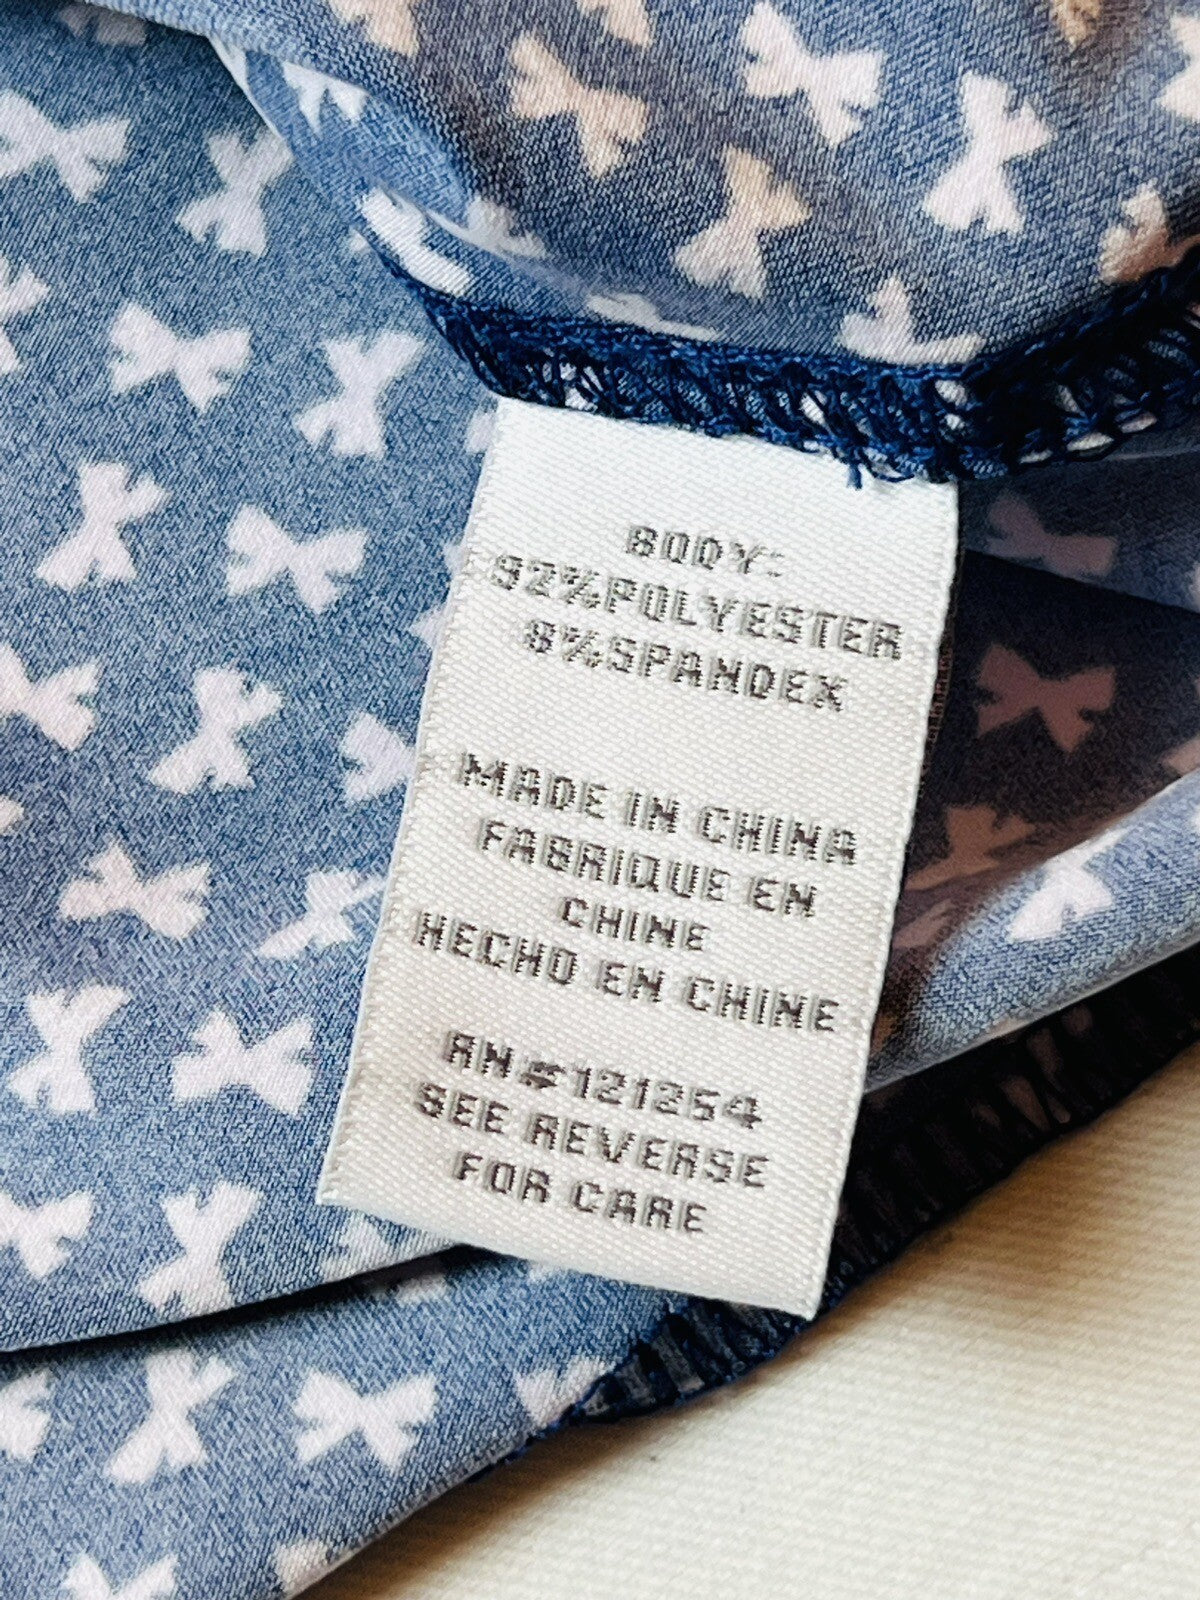 BODY:
92%POLYESTER
8%SPANDEX
MADE IN CHINA
FABRIQUE EN
CHINE
HECHO EN CHINE
RN#121254
SEE REVERSE
FOR CARE